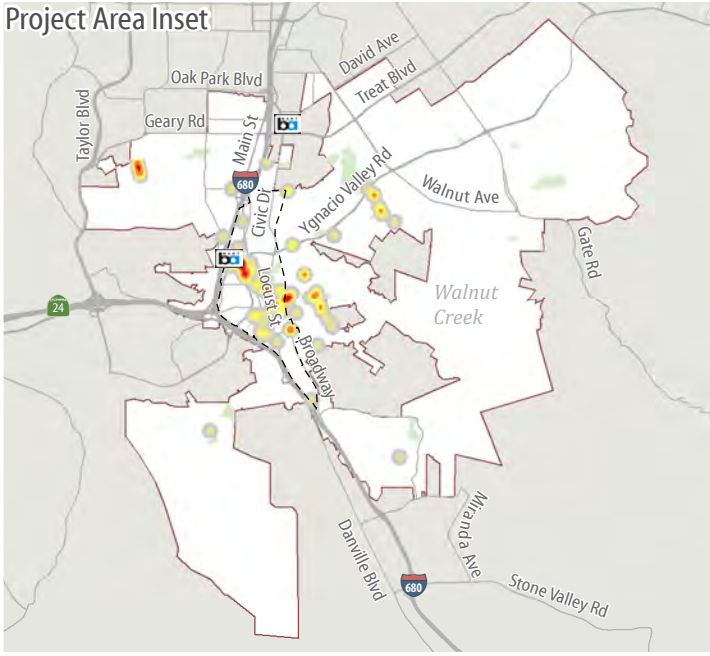 Project Area Inset
David Ave
Oak Park Blvd
Treat Blvd
Taylor Blvd
Geary Rd
Main St
ba
680
Civic Dr
Ygnacio Valley Rd
Walnut Ave
Gate Rd
ba
Locust St
Walnut
Creek
24
Broadway
Danville Blvd
Miranda Ave
680
Stone Valley Rd